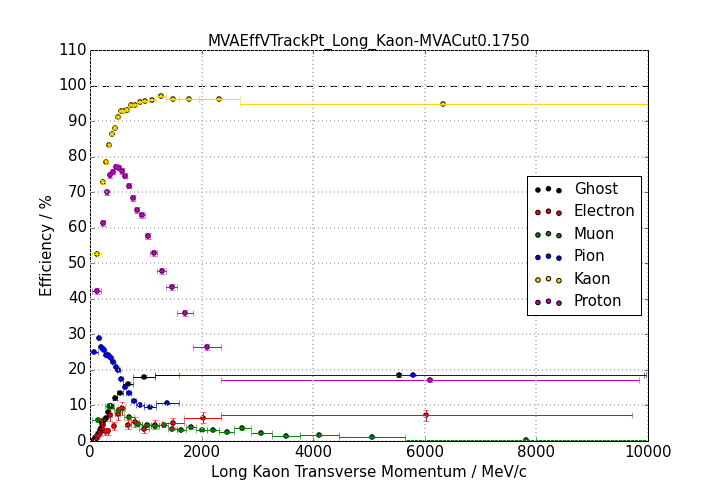 MVAEffVTrackPt_Long_Kaon-MVACut0.1750
110
100
90
80
70
60
50
40
30
20
10
0
Efficiency / %
Ghost
Electron
Muon
Pion
Kaon
Proton
0 2000 4000 6000 8000 10000
Long Kaon Transverse Momentum / MeV/c